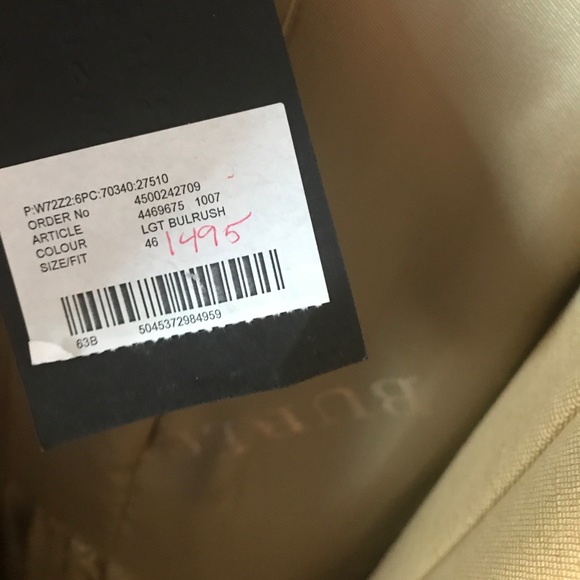 P:W72Z2:6PC:70340:27510
ORDER No 4500242709
ARTICLE 4469675 1007
COLOUR LGT BULRUSH
SIZE/FIT 46
1495
63B 5045372984959
BUR